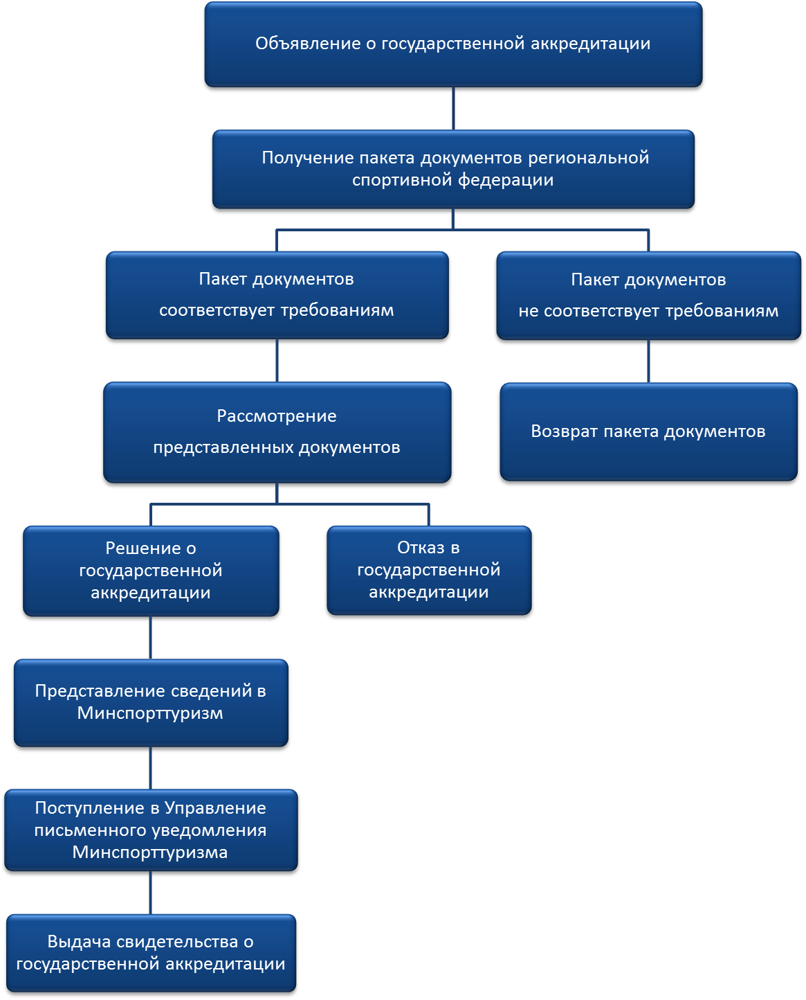 Объявление о государственной аккредитации
Получение пакета документов региональной
спортивной федерации
Пакет документов
соответствует требованиям
Пакет документов
не соответствует требованиям
Рассмотрение
представленных документов
Возврат пакета документов
Решение о
государственной
аккредитации
Отказ в
государственной
аккредитации
Представление сведений в
Минспорттуризм
Поступление в Управление
письменного уведомления
Минспорттуризма
Выдача свидетельства о
государственной аккредитации